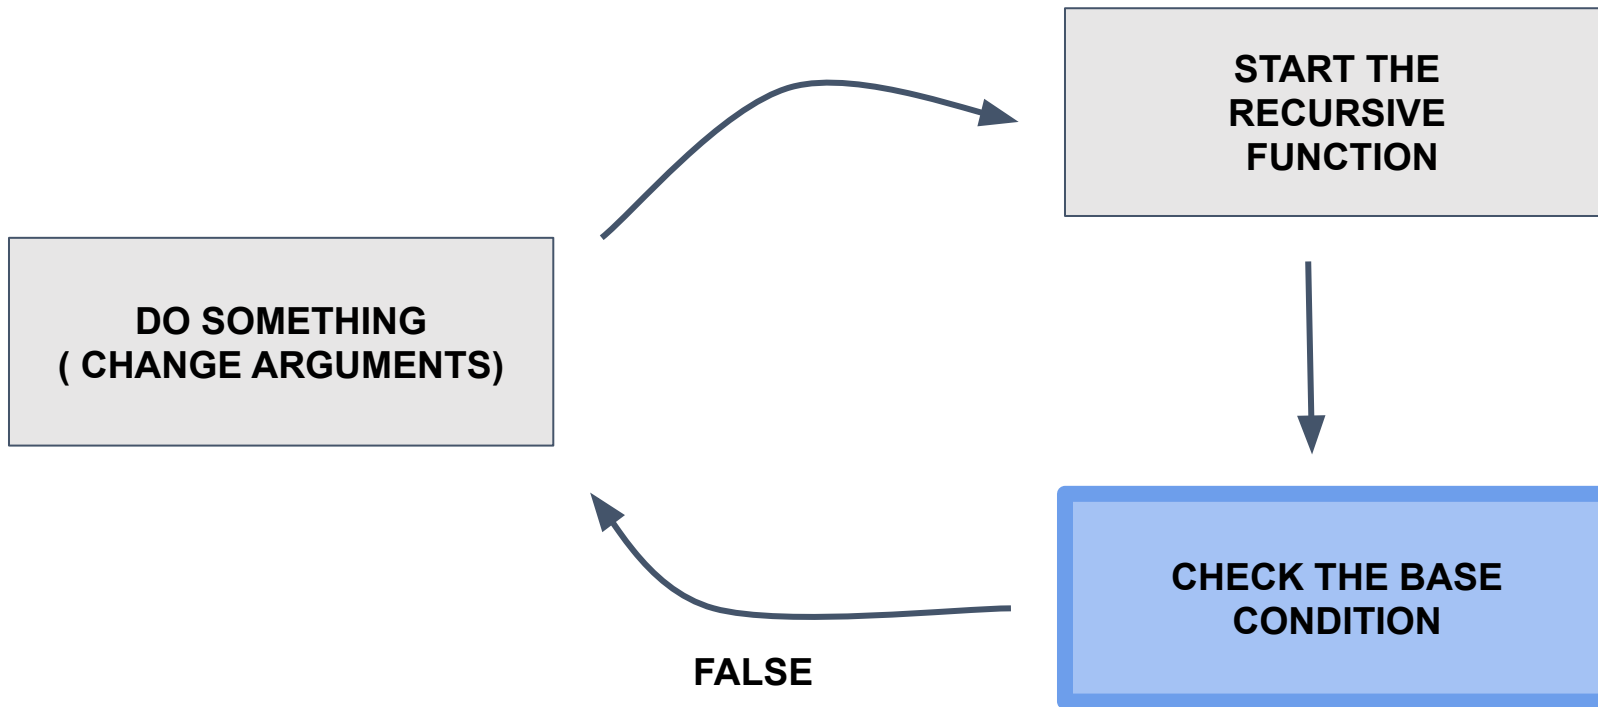 START THE
RECURSIVE
FUNCTION
DO SOMETHING
( CHANGE ARGUMENTS)
CHECK THE BASE
CONDITION
FALSE